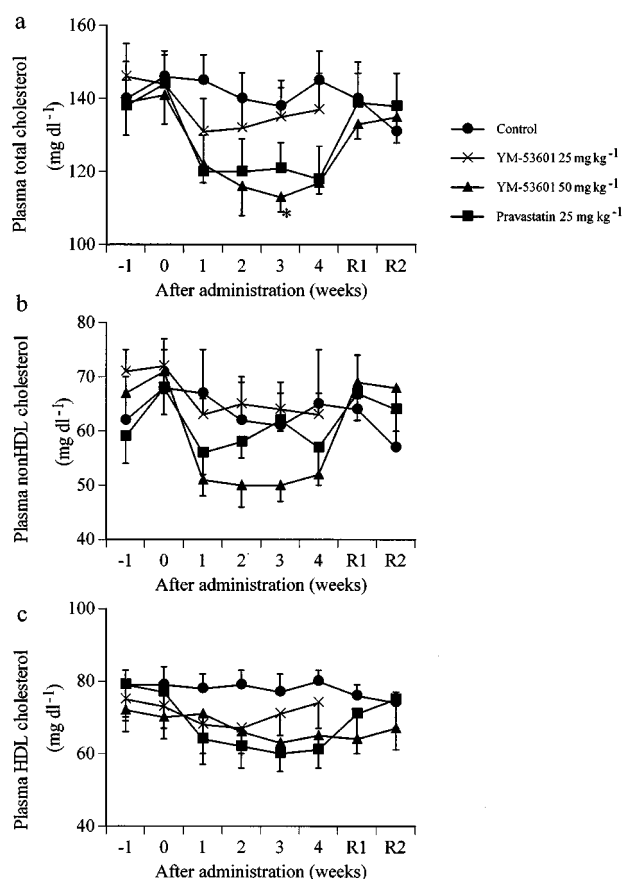 a
160
140
120
100
Plasma total cholesterol
(mg dl⁻¹)
*
-1 0 1 2 3 4 R1 R2
After administration (weeks)
Control
YM-53601 25 mg kg⁻¹
YM-53601 50 mg kg⁻¹
Pravastatin 25 mg kg⁻¹
b
80
70
60
50
40
Plasma nonHDL cholesterol
(mg dl⁻¹)
-1 0 1 2 3 4 R1 R2
After administration (weeks)
c
100
80
60
40
Plasma HDL cholesterol
(mg dl⁻¹)
-1 0 1 2 3 4 R1 R2
After administration (weeks)